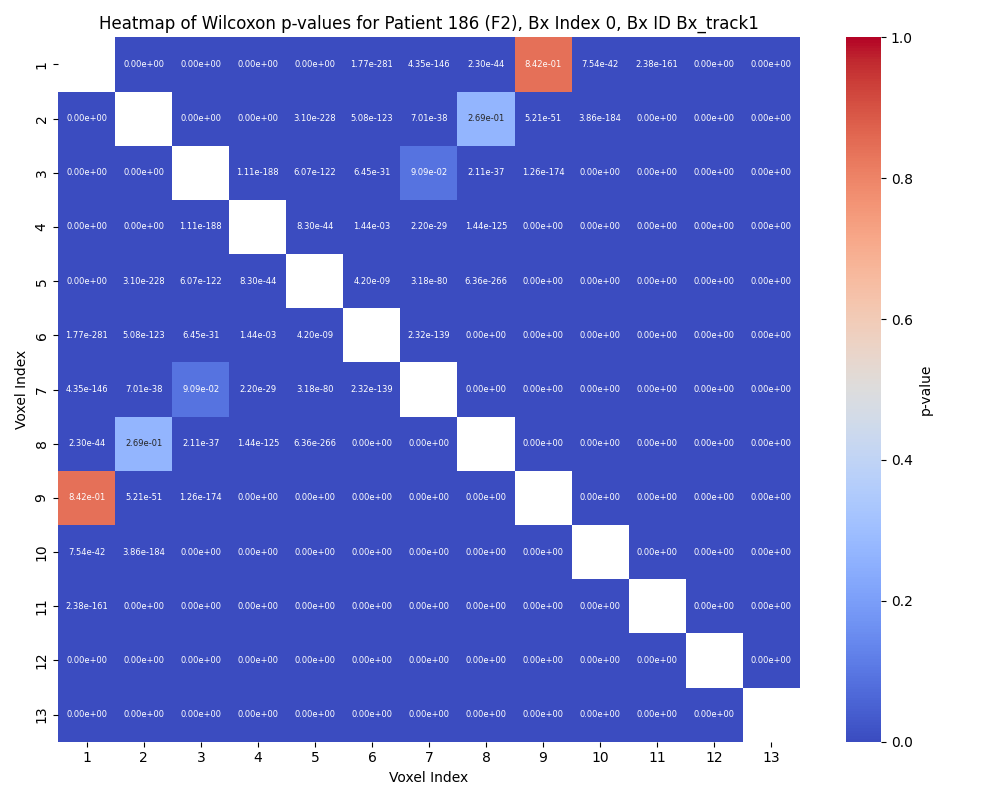 Heatmap of Wilcoxon p-values for Patient 186 (F2), Bx Index 0, Bx ID Bx_track1
1 0.00e+00 0.00e+00 0.00e+00 0.00e+00 1.77e-281 4.35e-146 2.30e-44 8.42e-01 7.54e-42 2.38e-161 0.00e+00 0.00e+00
2 0.00e+00 0.00e+00 0.00e+00 3.10e-228 5.08e-123 7.01e-38 2.69e-01 5.21e-51 3.86e-184 0.00e+00 0.00e+00 0.00e+00
3 0.00e+00 0.00e+00 1.11e-188 6.07e-122 6.45e-31 9.09e-02 2.11e-37 1.26e-174 0.00e+00 0.00e+00 0.00e+00 0.00e+00
4 0.00e+00 0.00e+00 1.11e-188 8.30e-44 1.44e-03 2.20e-29 1.44e-125 0.00e+00 0.00e+00 0.00e+00 0.00e+00 0.00e+00
5 0.00e+00 3.10e-228 6.07e-122 8.30e-44 4.20e-09 3.18e-80 6.36e-266 0.00e+00 0.00e+00 0.00e+00 0.00e+00 0.00e+00
6 1.77e-281 5.08e-123 6.45e-31 1.44e-03 4.20e-09 2.32e-139 0.00e+00 0.00e+00 0.00e+00 0.00e+00 0.00e+00 0.00e+00
7 4.35e-146 7.01e-38 9.09e-02 2.20e-29 3.18e-80 2.32e-139 0.00e+00 0.00e+00 0.00e+00 0.00e+00 0.00e+00 0.00e+00
8 2.30e-44 2.69e-01 2.11e-37 1.44e-125 6.36e-266 0.00e+00 0.00e+00 0.00e+00 0.00e+00 0.00e+00 0.00e+00 0.00e+00
9 8.42e-01 5.21e-51 1.26e-174 0.00e+00 0.00e+00 0.00e+00 0.00e+00 0.00e+00 0.00e+00 0.00e+00 0.00e+00 0.00e+00
10 7.54e-42 3.86e-184 0.00e+00 0.00e+00 0.00e+00 0.00e+00 0.00e+00 0.00e+00 0.00e+00 0.00e+00 0.00e+00 0.00e+00
11 2.38e-161 0.00e+00 0.00e+00 0.00e+00 0.00e+00 0.00e+00 0.00e+00 0.00e+00 0.00e+00 0.00e+00 0.00e+00 0.00e+00
12 0.00e+00 0.00e+00 0.00e+00 0.00e+00 0.00e+00 0.00e+00 0.00e+00 0.00e+00 0.00e+00 0.00e+00 0.00e+00 0.00e+00
13 0.00e+00 0.00e+00 0.00e+00 0.00e+00 0.00e+00 0.00e+00 0.00e+00 0.00e+00 0.00e+00 0.00e+00 0.00e+00 0.00e+00
1 2 3 4 5 6 7 8 9 10 11 12 13
Voxel Index
Voxel Index
1.0
0.8
0.6
0.4
0.2
0.0
p-value